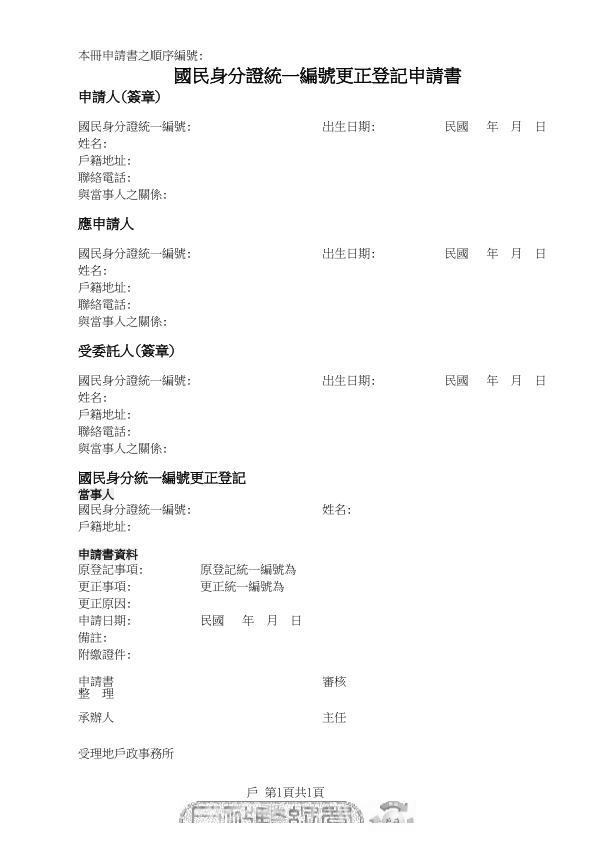 本冊申請書之順序編號:
國民身分證統一編號更正登記申請書
申請人(簽章)
國民身分證統一編號: 出生日期: 民國 年 月 日
姓名:
戶籍地址:
聯絡電話:
與當事人之關係:
應申請人
國民身分證統一編號: 出生日期: 民國 年 月 日
姓名:
戶籍地址:
聯絡電話:
與當事人之關係:
受委託人(簽章)
國民身分證統一編號: 出生日期: 民國 年 月 日
姓名:
戶籍地址:
聯絡電話:
與當事人之關係:
國民身分統一編號更正登記
當事人
國民身分證統一編號: 姓名:
戶籍地址:
申請書資料
原登記事項: 原登記統一編號為
更正事項: 更正統一編號為
更正原因:
申請日期: 民國 年 月 日
備註:
附繳證件:
申請書 審核
整 理
承辦人 主任
受理地戶政事務所
戶 第1頁共1頁